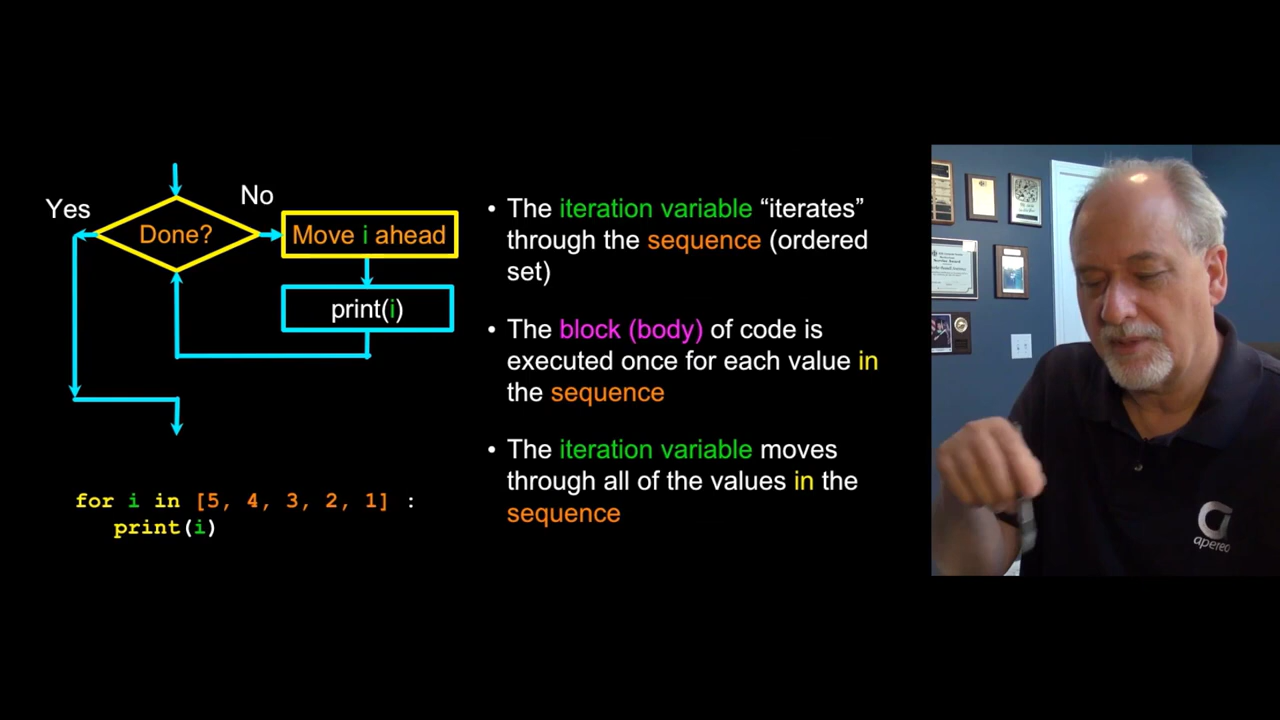 Yes
No
Done?
Move i ahead
print(i)
for i in [5, 4, 3, 2, 1] :
print(i)
• The iteration variable “iterates”
through the sequence (ordered
set)
• The block (body) of code is
executed once for each value in
the sequence
• The iteration variable moves
through all of the values in the
sequence
apereo